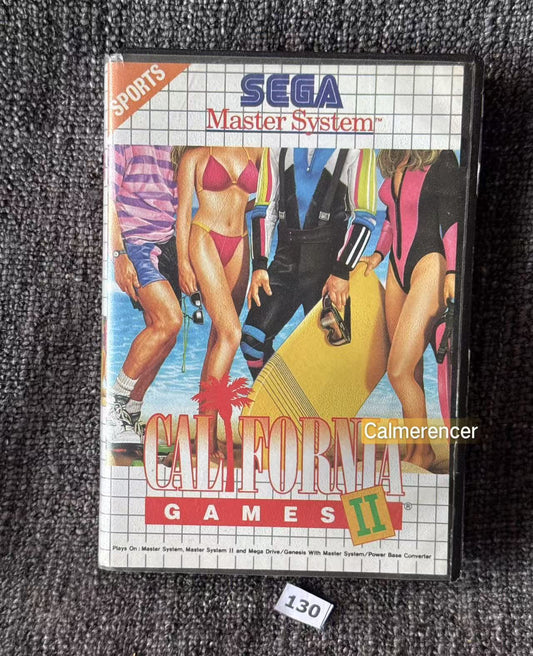 SPORTS
SEGA
Master System™
Calmerencer
CALIFORNIA®
GAMES II
Plays On : Master System, Master System II and Mega Drive/Genesis With Master System/Power Base Converter
130